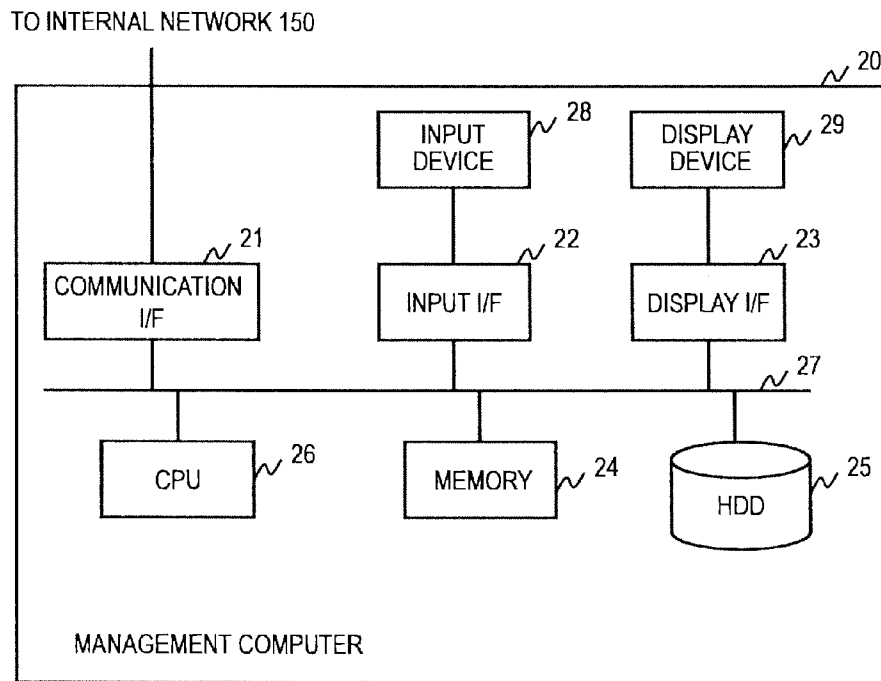 TO INTERNAL NETWORK 150
20
28
INPUT
DEVICE
29
DISPLAY
DEVICE
21
COMMUNICATION
I/F
22
INPUT I/F
23
DISPLAY I/F
27
CPU
26
MEMORY
24
HDD
25
MANAGEMENT COMPUTER